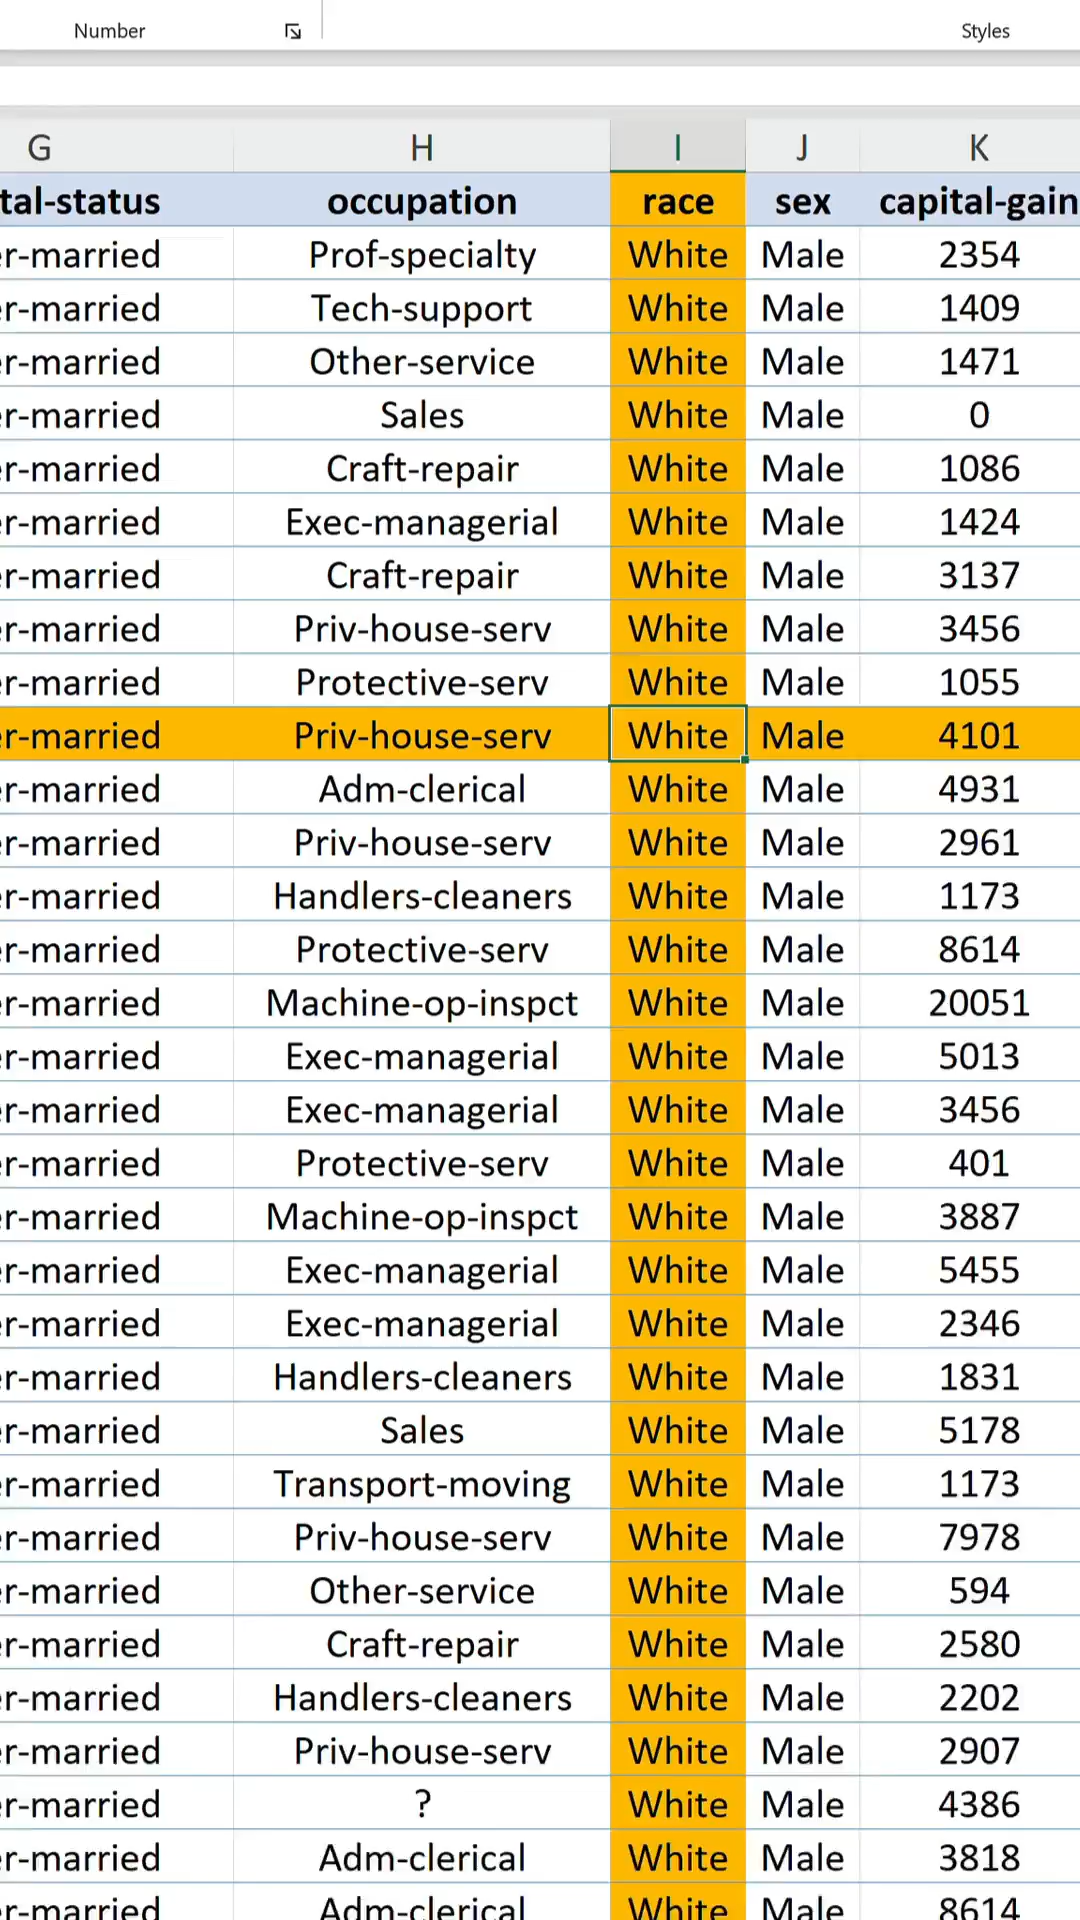 Number Styles
G H I J K
tal-status occupation race sex capital-gain
er-married Prof-specialty White Male 2354
er-married Tech-support White Male 1409
er-married Other-service White Male 1471
er-married Sales White Male 0
er-married Craft-repair White Male 1086
er-married Exec-managerial White Male 1424
er-married Craft-repair White Male 3137
er-married Priv-house-serv White Male 3456
er-married Protective-serv White Male 1055
er-married Priv-house-serv White Male 4101
er-married Adm-clerical White Male 4931
er-married Priv-house-serv White Male 2961
er-married Handlers-cleaners White Male 1173
er-married Protective-serv White Male 8614
er-married Machine-op-inspct White Male 20051
er-married Exec-managerial White Male 5013
er-married Exec-managerial White Male 3456
er-married Protective-serv White Male 401
er-married Machine-op-inspct White Male 3887
er-married Exec-managerial White Male 5455
er-married Exec-managerial White Male 2346
er-married Handlers-cleaners White Male 1831
er-married Sales White Male 5178
er-married Transport-moving White Male 1173
er-married Priv-house-serv White Male 7978
er-married Other-service White Male 594
er-married Craft-repair White Male 2580
er-married Handlers-cleaners White Male 2202
er-married Priv-house-serv White Male 2907
er-married ? White Male 4386
er-married Adm-clerical White Male 3818
er-married Adm-clerical White Male 8614